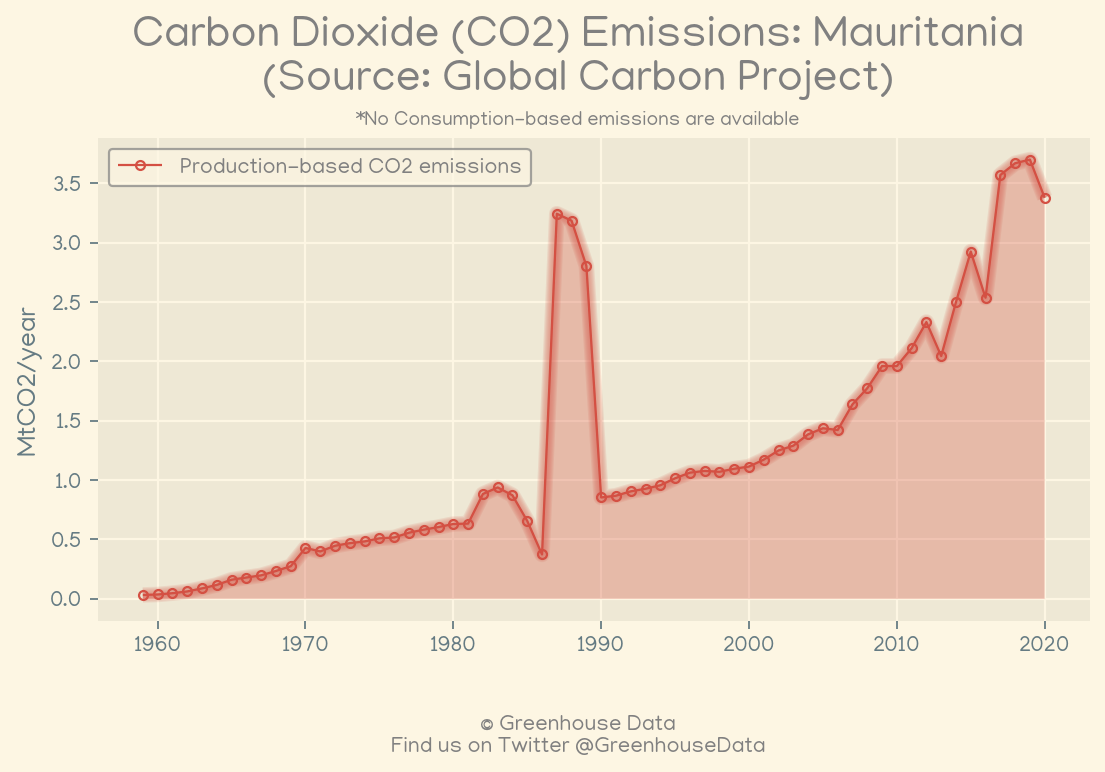 Carbon Dioxide (CO2) Emissions: Mauritania
(Source: Global Carbon Project)
*No Consumption-based emissions are available
Production-based CO2 emissions
MtCO2/year
3.5
3.0
2.5
2.0
1.5
1.0
0.5
0.0
1960 1970 1980 1990 2000 2010 2020
© Greenhouse Data
Find us on Twitter @GreenhouseData